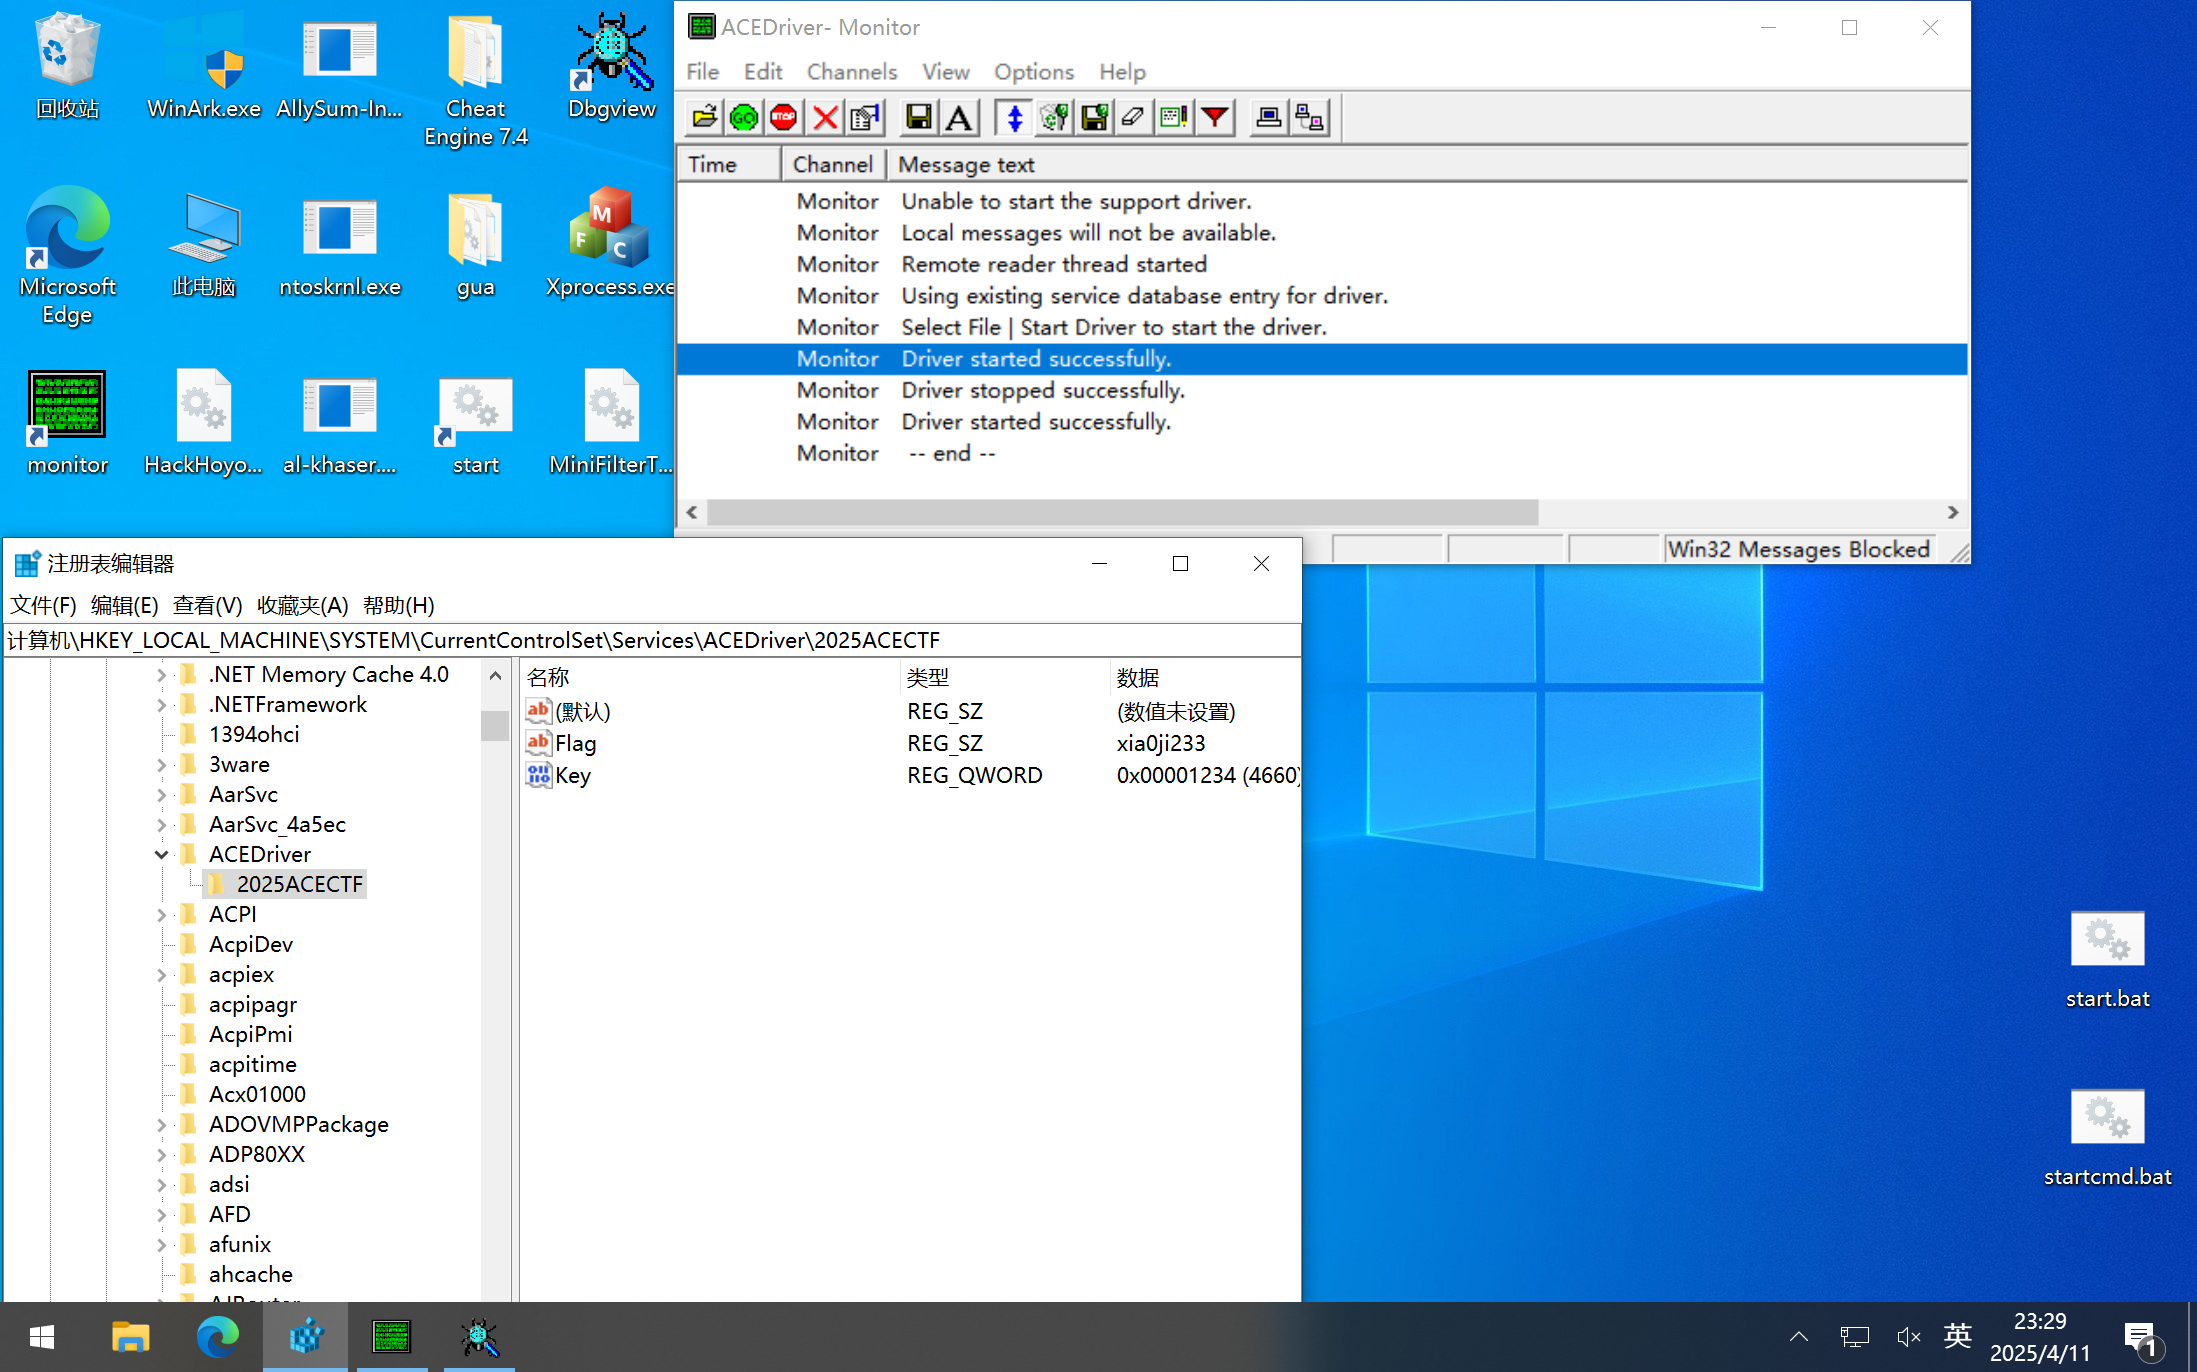 回收站
WinArk.exe
AllySum-In...
Cheat
Engine 7.4
Dbgview
Microsoft
Edge
此电脑
ntoskrnl.exe
gua
Xprocess.exe
monitor
HackHoyo...
al-khaser....
start
MiniFilterT...
ACEDriver- Monitor
File Edit Channels View Options Help
Time Channel Message text
Monitor Unable to start the support driver.
Monitor Local messages will not be available.
Monitor Remote reader thread started
Monitor Using existing service database entry for driver.
Monitor Select File | Start Driver to start the driver.
Monitor Driver started successfully.
Monitor Driver stopped successfully.
Monitor Driver started successfully.
Monitor -- end --
Win32 Messages Blocked
注册表编辑器
文件(F) 编辑(E) 查看(V) 收藏夹(A) 帮助(H)
计算机\HKEY_LOCAL_MACHINE\SYSTEM\CurrentControlSet\Services\ACEDriver\2025ACECTF
.NET Memory Cache 4.0
.NETFramework
1394ohci
3ware
AarSvc
AarSvc_4a5ec
ACEDriver
2025ACECTF
ACPI
AcpiDev
acpiex
acpipagr
AcpiPmi
acpitime
Acx01000
ADOVMPPackage
ADP80XX
adsi
AFD
afunix
ahcache
名称 类型 数据
(默认) REG_SZ (数值未设置)
Flag REG_SZ xia0ji233
Key REG_QWORD 0x00001234 (4660)
start.bat
startcmd.bat
英
23:29
2025/4/11
1